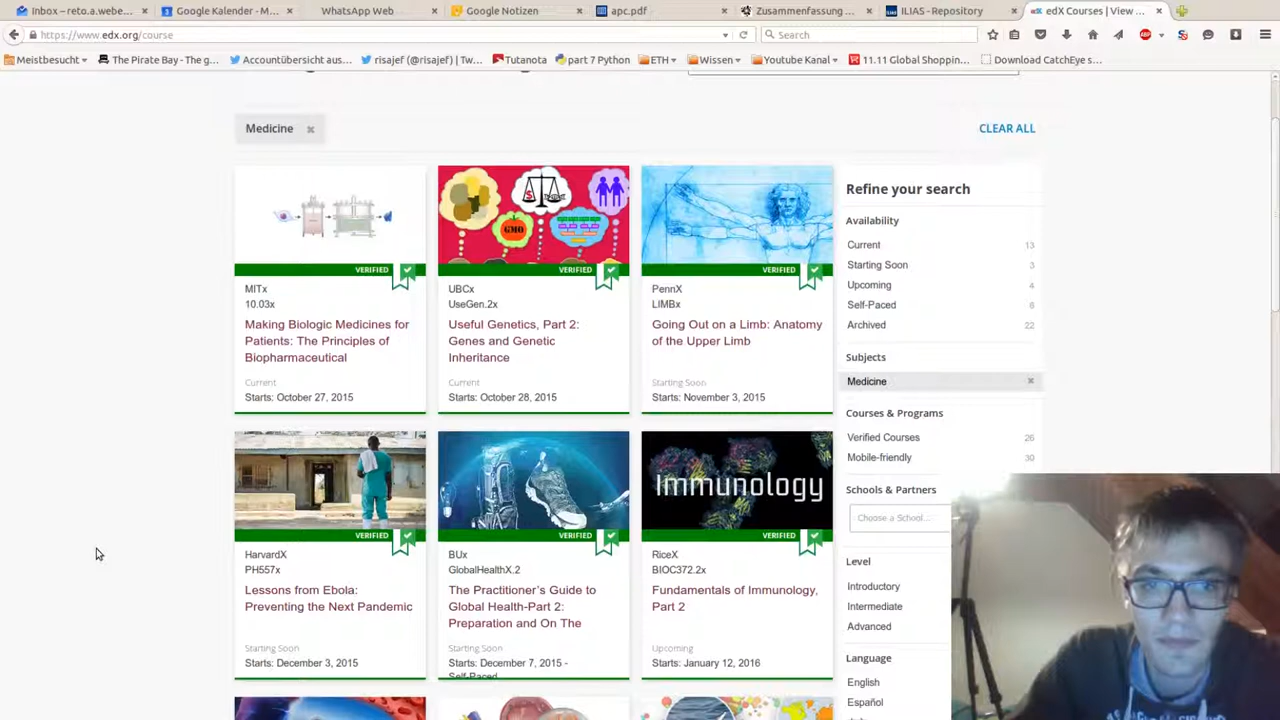 Inbox – reto.a.webe...
Google Kalender - M...
WhatsApp Web
Google Notizen
apc.pdf
Zusammenfassung ...
ILIAS - Repository
edX Courses | View ...
https://www.edx.org/course
Search
ABP
Meistbesucht
The Pirate Bay - The g...
Accountübersicht aus...
risajef (@risajef) | Tw...
Tutanota
part 7 Python
ETH
Wissen
Youtube Kanal
11.11 Global Shoppin...
Download CatchEye s...
Medicine
CLEAR ALL
VERIFIED
MITx
10.03x
Making Biologic Medicines for
Patients: The Principles of
Biopharmaceutical
Current
Starts: October 27, 2015
GMO
VERIFIED
UBCx
UseGen.2x
Useful Genetics, Part 2:
Genes and Genetic
Inheritance
Current
Starts: October 28, 2015
VERIFIED
PennX
LIMBx
Going Out on a Limb: Anatomy
of the Upper Limb
Starting Soon
Starts: November 3, 2015
VERIFIED
HarvardX
PH557x
Lessons from Ebola:
Preventing the Next Pandemic
Starting Soon
Starts: December 3, 2015
VERIFIED
BUx
GlobalHealthX.2
The Practitioner's Guide to
Global Health-Part 2:
Preparation and On The
Starting Soon
Starts: December 7, 2015 -
Self-Paced
Immunology
VERIFIED
RiceX
BIOC372.2x
Fundamentals of Immunology,
Part 2
Upcoming
Starts: January 12, 2016
Refine your search
Availability
Current 13
Starting Soon 3
Upcoming 4
Self-Paced 6
Archived 22
Subjects
Medicine
Courses & Programs
Verified Courses 26
Mobile-friendly 30
Schools & Partners
Choose a School...
Level
Introductory
Intermediate
Advanced
Language
English
Español